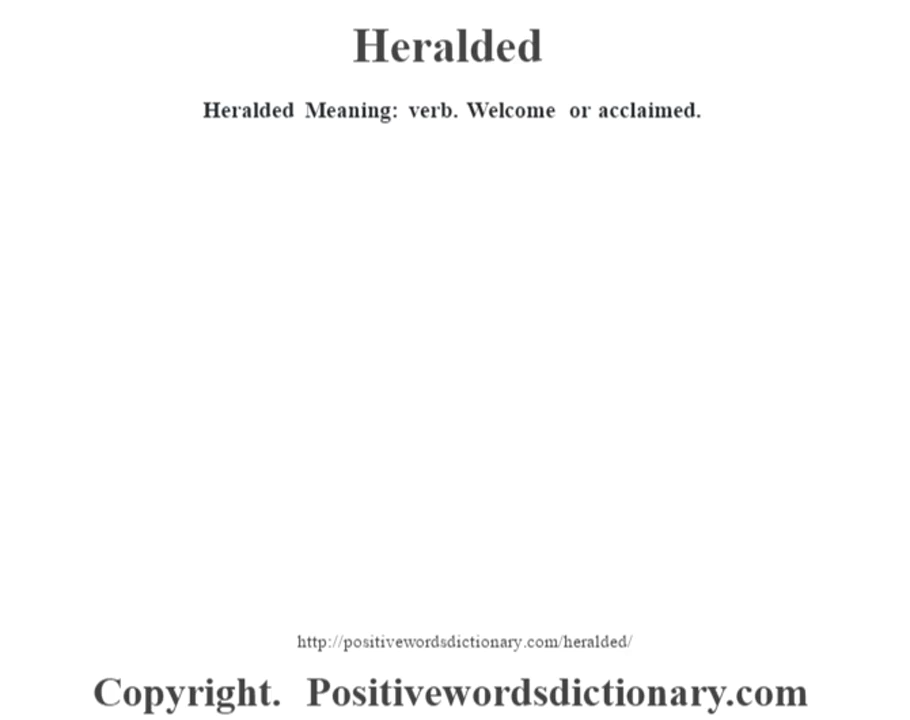 Heralded
Heralded Meaning: verb. Welcome or acclaimed.
http://positivewordsdictionary.com/heralded/
Copyright. Positivewordsdictionary.com